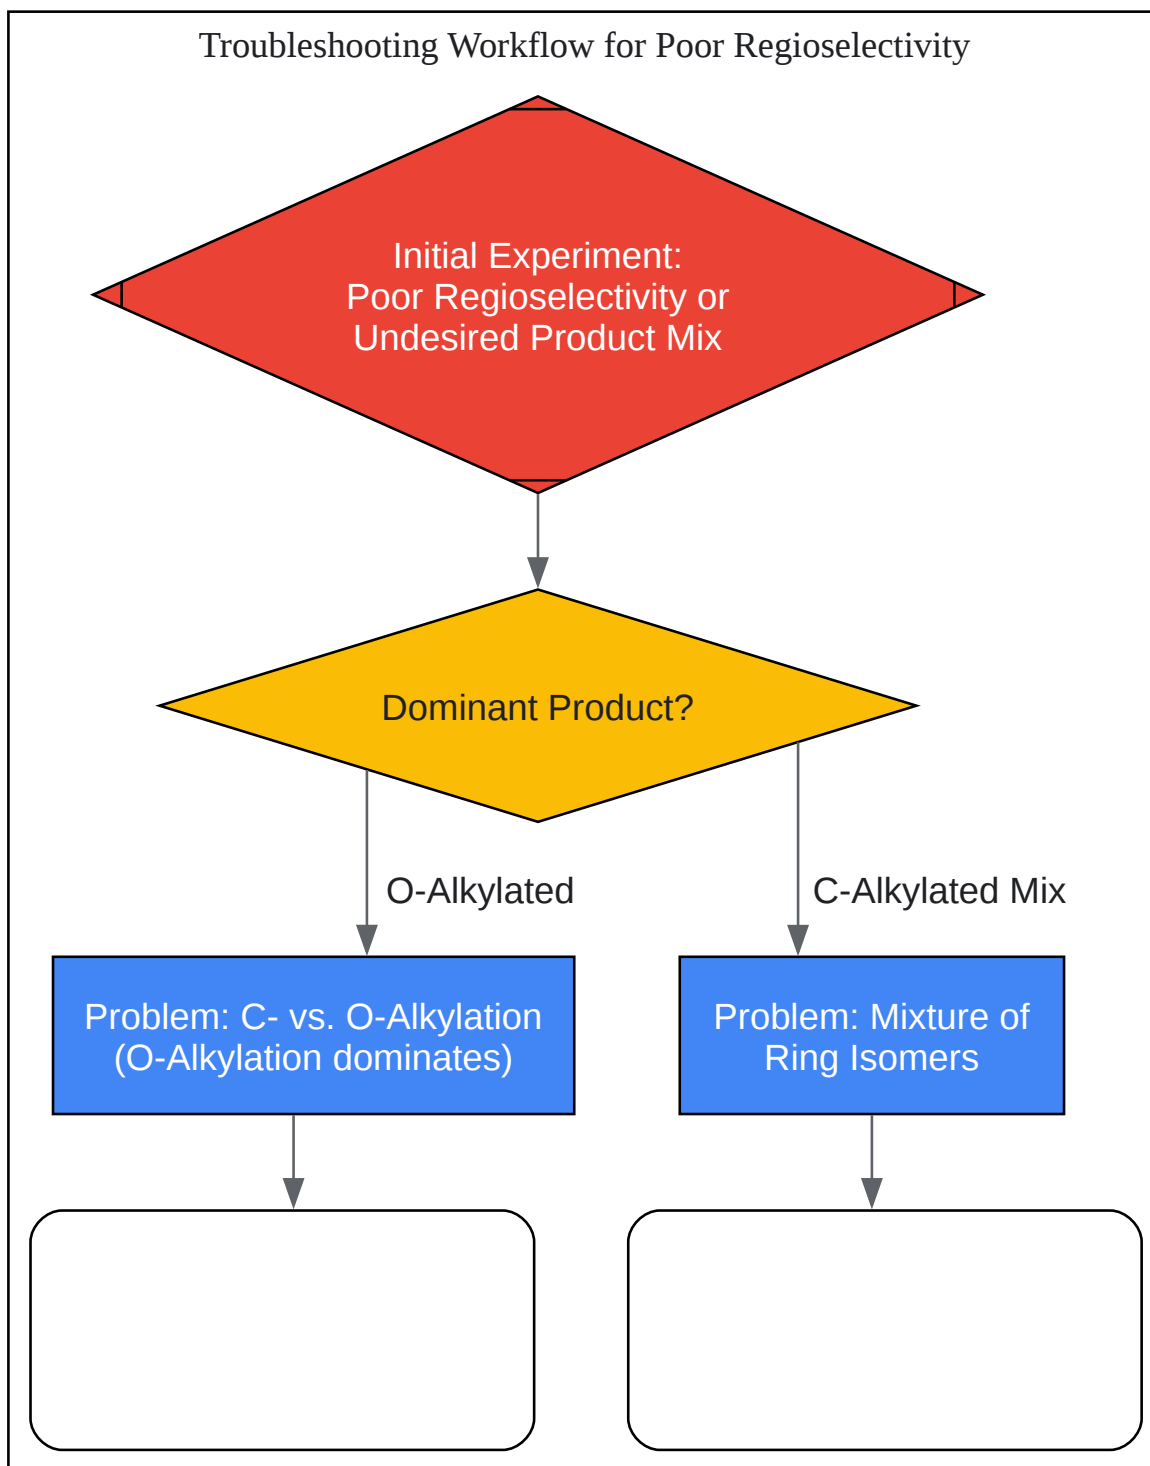 Troubleshooting Workflow for Poor Regioselectivity
Initial Experiment:
Poor Regioselectivity or
Undesired Product Mix
Dominant Product?
O-Alkylated
C-Alkylated Mix
Problem: C- vs. O-Alkylation
(O-Alkylation dominates)
Problem: Mixture of
Ring Isomers